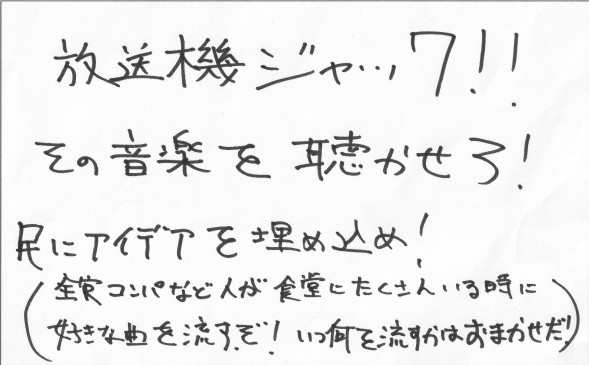 放送機ジャック!!
その音楽を聴かせろ!
民にアイデアを埋め込め!
(全寮コンパなど人が食堂にたくさんいる時に
好きな曲を流すぞ! いつ何を流すかはおまかせだ!)